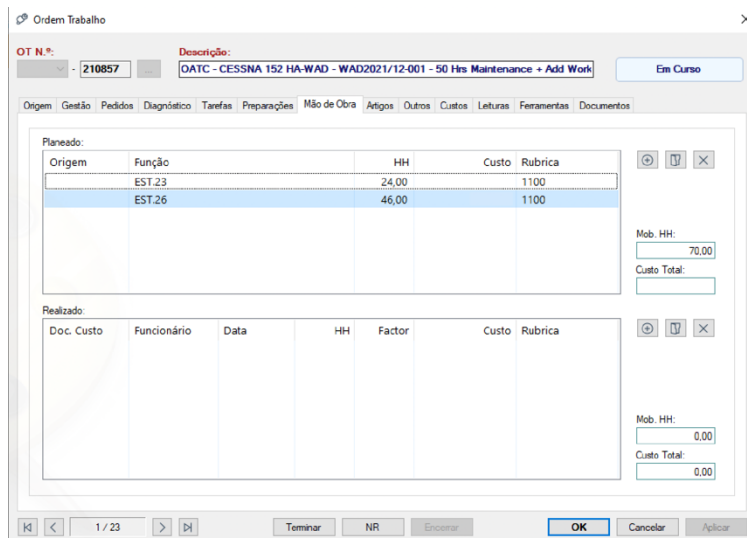 Ordem Trabalho
OT N.º: Descrição:
- 210857 ... OATC - CESSNA 152 HA-WAD - WAD2021/12-001 - 50 Hrs Maintenance + Add Work Em Curso
Origem Gestão Pedidos Diagnóstico Tarefas Preparações Mão de Obra Artigos Outros Custos Leituras Ferramentas Documentos
Planeado:
Origem Função HH Custo Rubrica
EST.23 24,00 1100
EST.26 46,00 1100
Mob. HH:
70,00
Custo Total:
Realizado:
Doc. Custo Funcionário Data HH Factor Custo Rubrica
Mob. HH:
0,00
Custo Total:
0,00
1 / 23 Terminar NR Encerrar OK Cancelar Aplicar